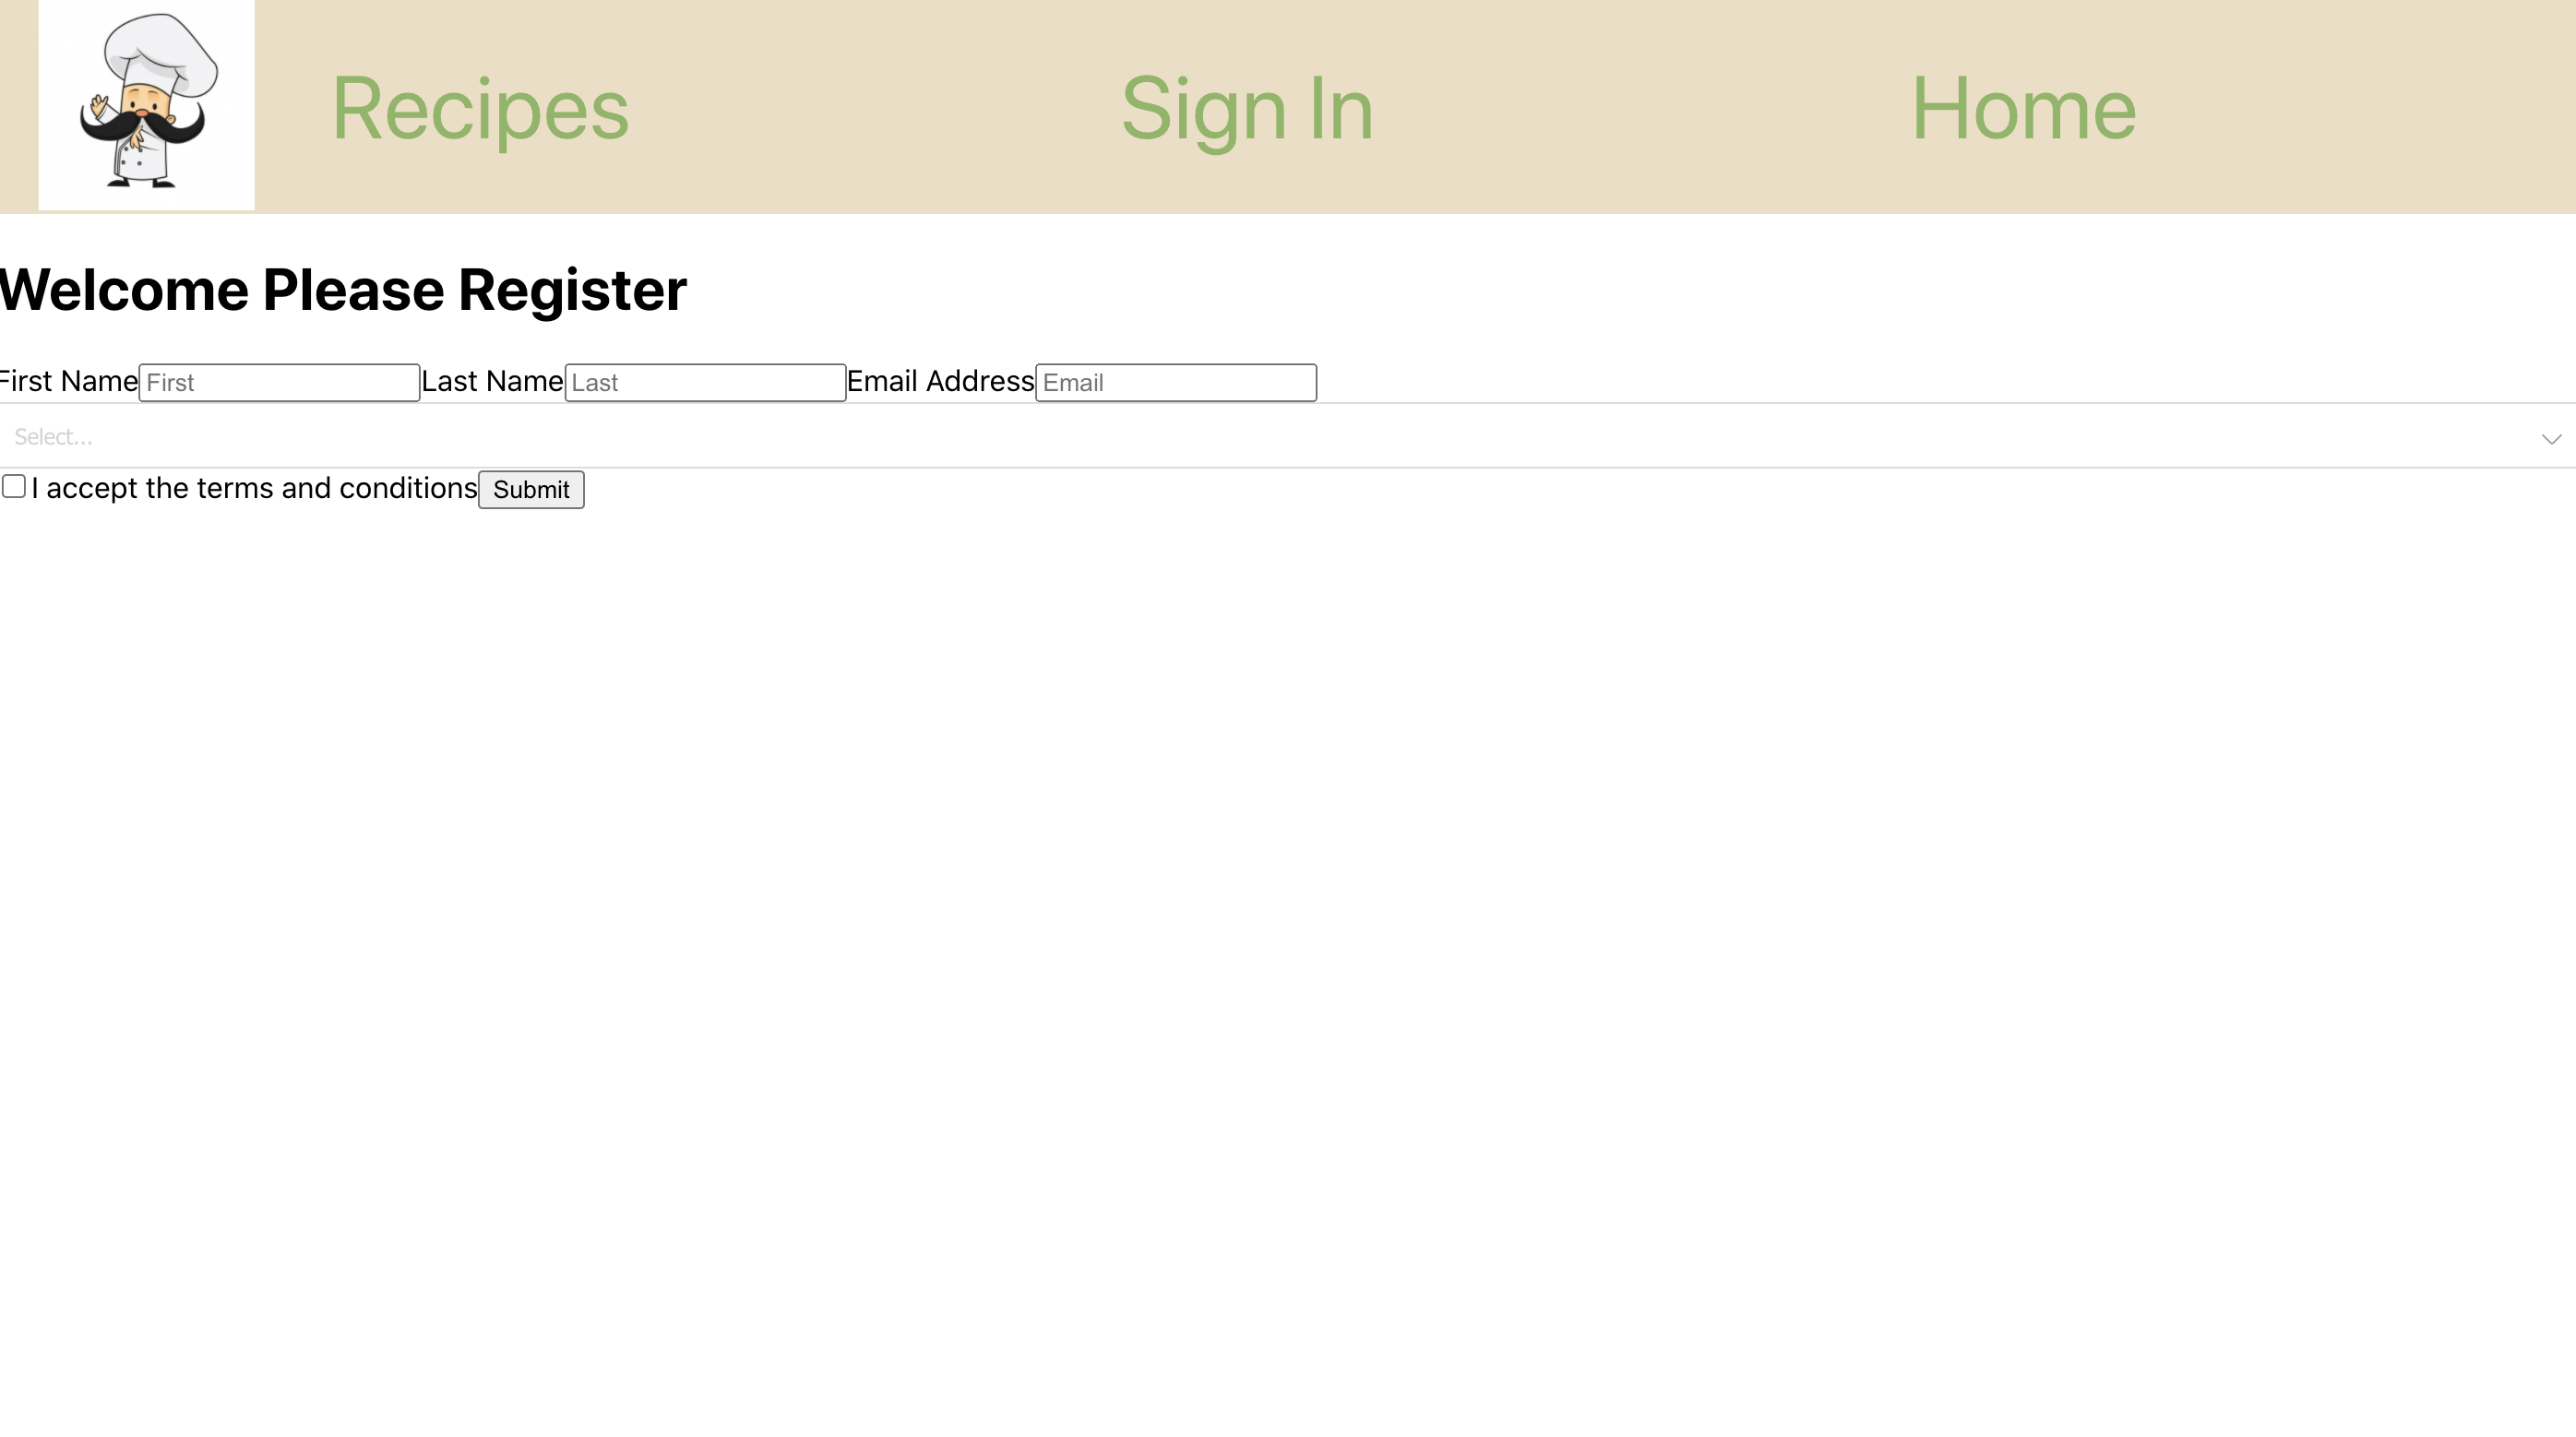 Recipes Sign In Home
Welcome Please Register
First Name First Last Name Last Email Address Email
Select...
I accept the terms and conditions Submit